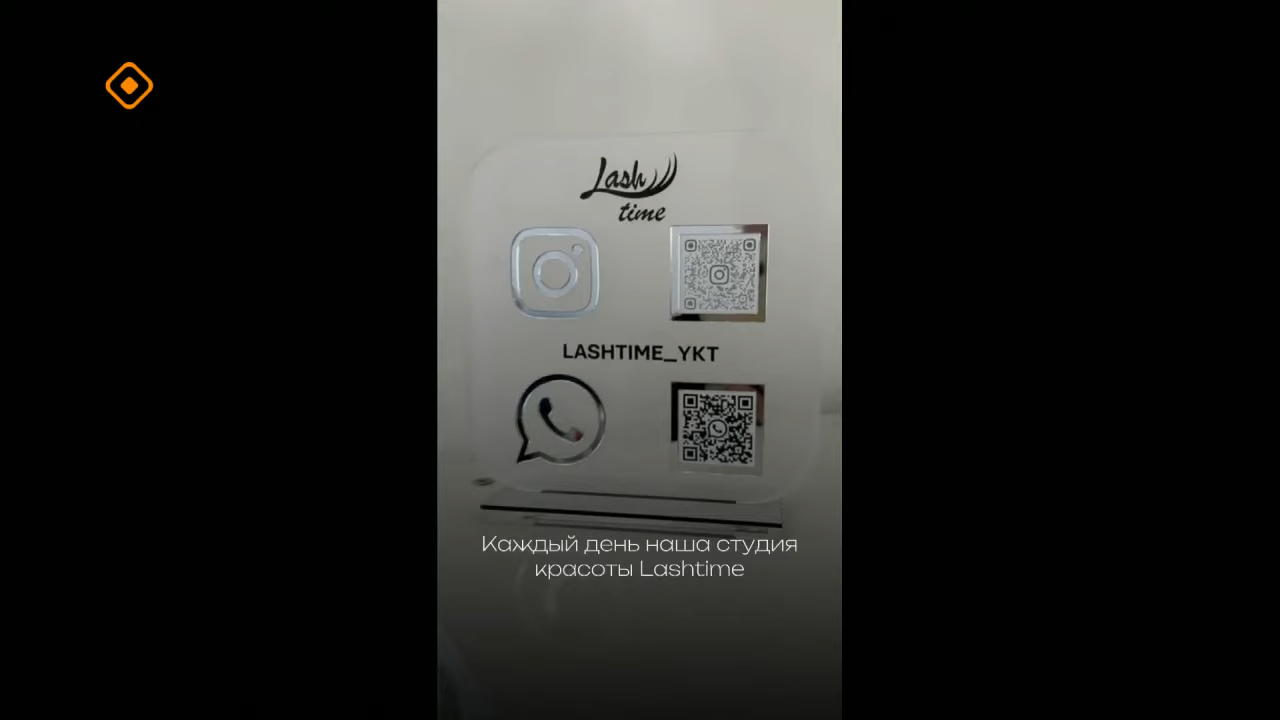 Lash
time
LASHTIME_YKT
Каждый день наша студия
красоты Lashtime